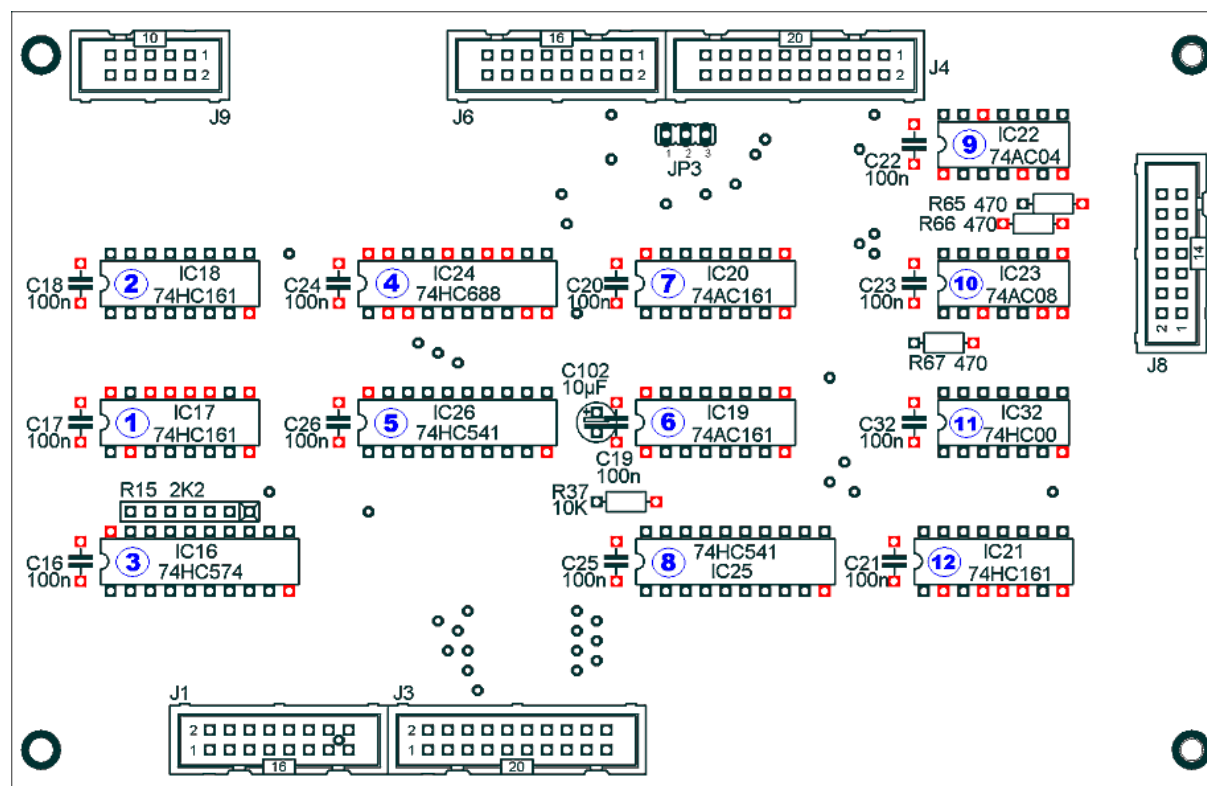 10
1
2
J9
16
1
2
J6
20
1
2
J4
1 2 3
JP3
C22
100n
9
IC22
74AC04
R65 470
R66 470
14
2 1
J8
C18
100n
2
IC18
74HC161
C24
100n
4
IC24
74HC688
C20
100n
7
IC20
74AC161
C23
100n
10
IC23
74AC08
R67 470
C102
10µF
+
C17
100n
1
IC17
74HC161
C26
100n
5
IC26
74HC541
C19
100n
6
IC19
74AC161
C32
100n
11
IC32
74HC00
R15 2K2
R37
10K
C16
100n
3
IC16
74HC574
C25
100n
8
74HC541
IC25
C21
100n
12
IC21
74HC161
J1
2
1
16
J3
2
1
20